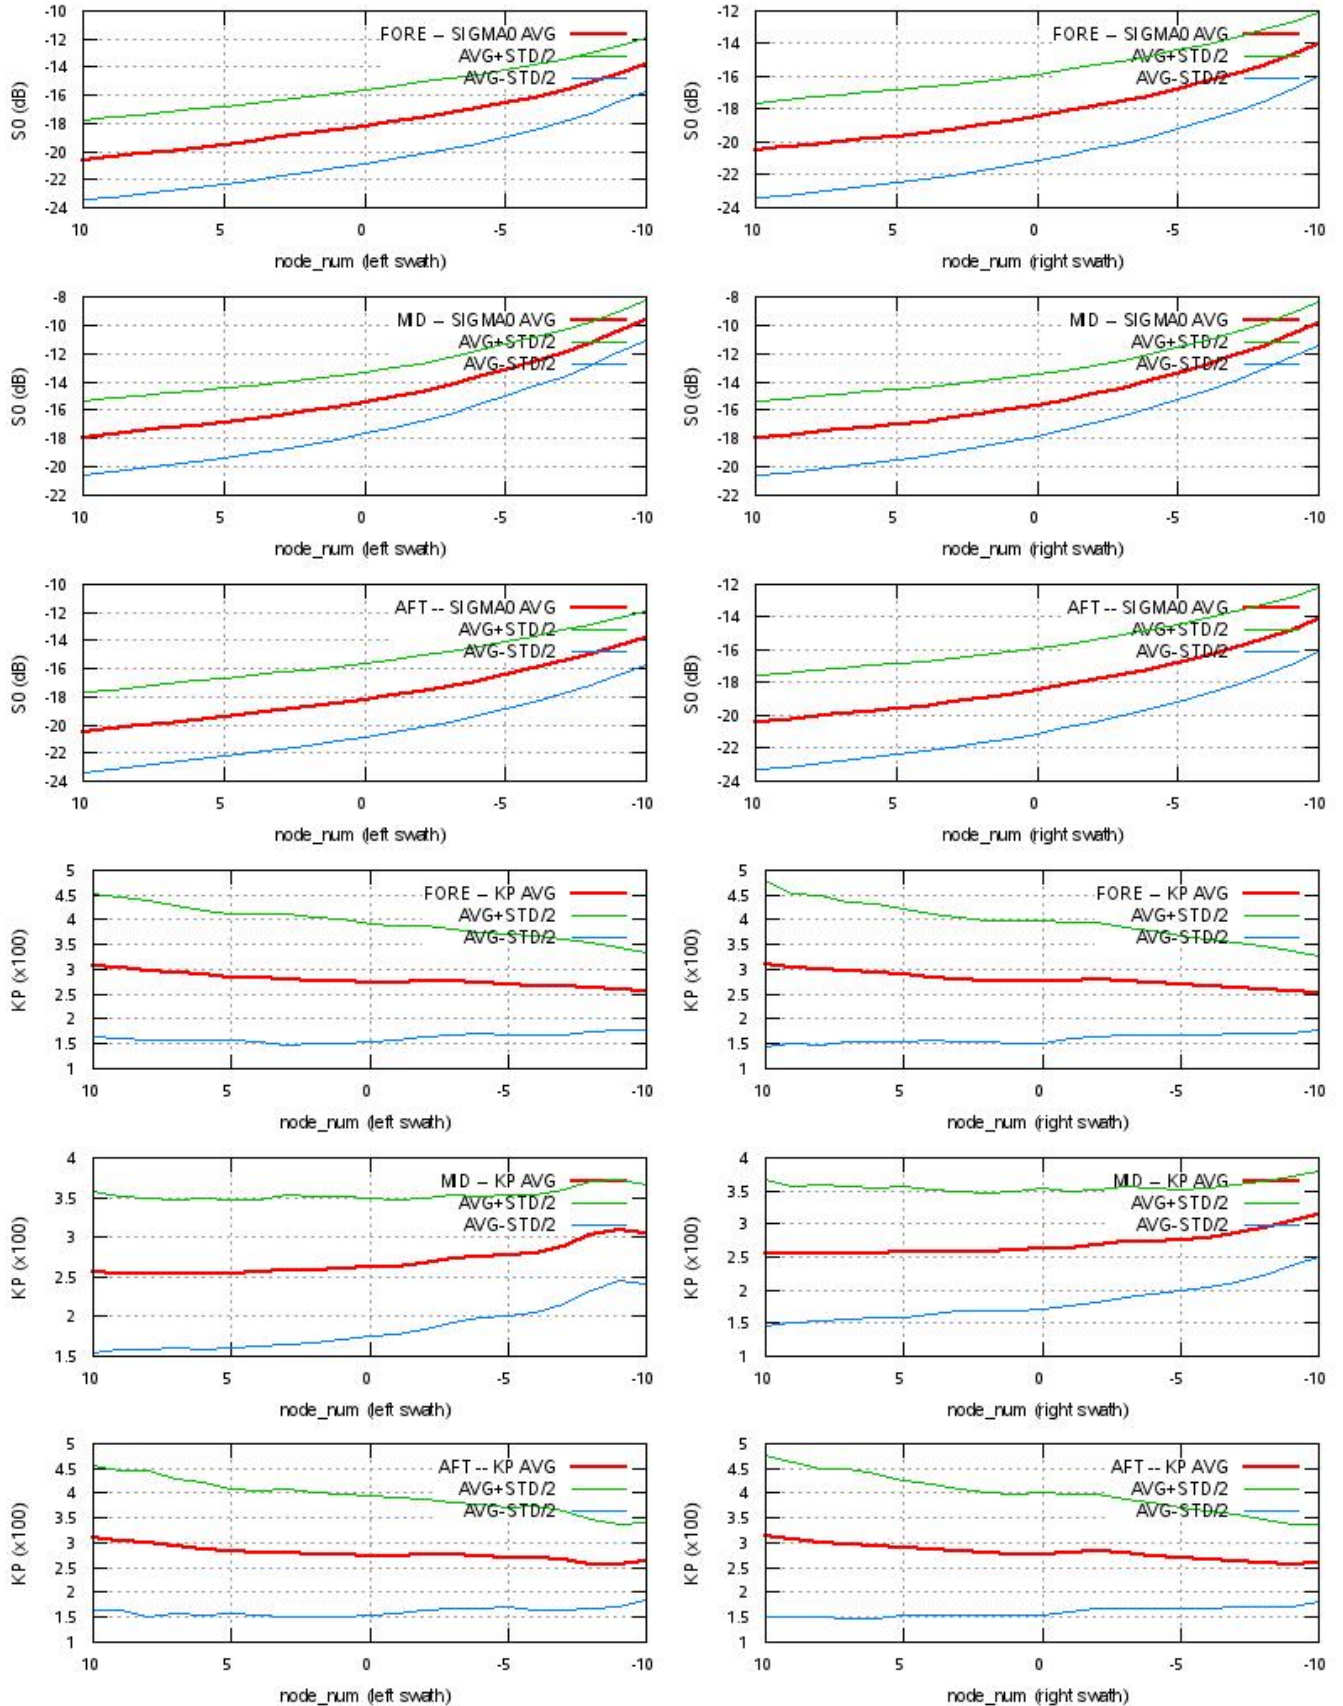 -10
-12
-14
-16
-18
-20
-22
-24
S0 (dB)
FORE -- SIGMA0 AVG
AVG+STD/2
AVG-STD/2
10 5 0 -5 -10
node_num (left swath)
-12
-14
-16
-18
-20
-22
-24
S0 (dB)
FORE -- SIGMA0 AVG
AVG+STD/2
AVG-STD/2
10 5 0 -5 -10
node_num (right swath)
-8
-10
-12
-14
-16
-18
-20
-22
S0 (dB)
MID -- SIGMA0 AVG
AVG+STD/2
AVG-STD/2
10 5 0 -5 -10
node_num (left swath)
-8
-10
-12
-14
-16
-18
-20
-22
S0 (dB)
MID -- SIGMA0 AVG
AVG+STD/2
AVG-STD/2
10 5 0 -5 -10
node_num (right swath)
-10
-12
-14
-16
-18
-20
-22
-24
S0 (dB)
AFT -- SIGMA0 AVG
AVG+STD/2
AVG-STD/2
10 5 0 -5 -10
node_num (left swath)
-12
-14
-16
-18
-20
-22
-24
S0 (dB)
AFT -- SIGMA0 AVG
AVG+STD/2
AVG-STD/2
10 5 0 -5 -10
node_num (right swath)
5
4.5
4
3.5
3
2.5
2
1.5
1
KP (x100)
FORE -- KP AVG
AVG+STD/2
AVG-STD/2
10 5 0 -5 -10
node_num (left swath)
5
4.5
4
3.5
3
2.5
2
1.5
1
KP (x100)
FORE -- KP AVG
AVG+STD/2
AVG-STD/2
10 5 0 -5 -10
node_num (right swath)
4
3.5
3
2.5
2
1.5
KP (x100)
MID -- KP AVG
AVG+STD/2
AVG-STD/2
10 5 0 -5 -10
node_num (left swath)
4
3.5
3
2.5
2
1.5
1
KP (x100)
MID -- KP AVG
AVG+STD/2
AVG-STD/2
10 5 0 -5 -10
node_num (right swath)
5
4.5
4
3.5
3
2.5
2
1.5
1
KP (x100)
AFT -- KP AVG
AVG+STD/2
AVG-STD/2
10 5 0 -5 -10
node_num (left swath)
5
4.5
4
3.5
3
2.5
2
1.5
1
KP (x100)
AFT -- KP AVG
AVG+STD/2
AVG-STD/2
10 5 0 -5 -10
node_num (right swath)